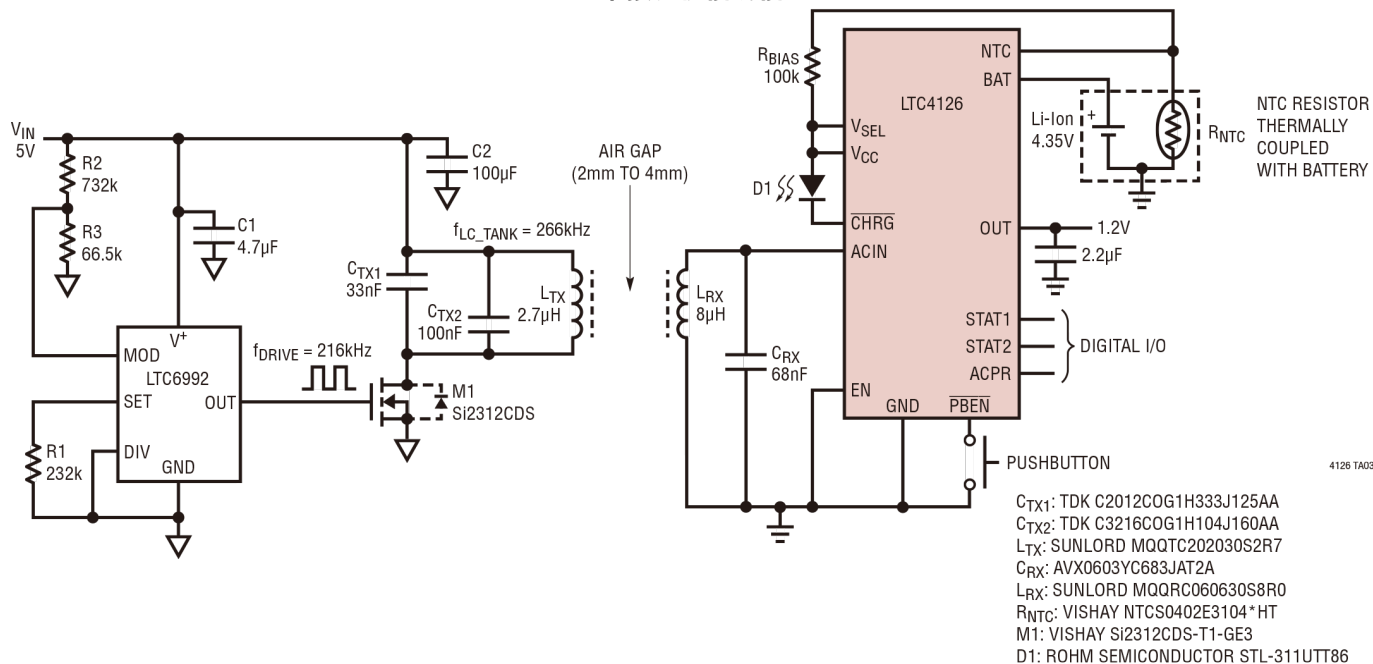 VIN
5V
R2
732k
R3
66.5k
C1
4.7µF
C2
100µF
AIR GAP
(2mm TO 4mm)
fLC_TANK = 266kHz
CTX1
33nF
CTX2
100nF
LTX
2.7µH
MOD
V+
LTC6992
SET
OUT
DIV
GND
R1
232k
fDRIVE = 216kHz
M1
Si2312CDS
LRX
8µH
CRX
68nF
RBIAS
100k
D1
LTC4126
NTC
BAT
VSEL
VCC
CHRG
ACIN
OUT
STAT1
STAT2
ACPR
EN
GND
PBEN
Li-Ion
4.35V
+
RNTC
NTC RESISTOR
THERMALLY
COUPLED
WITH BATTERY
1.2V
2.2µF
DIGITAL I/O
PUSHBUTTON
4126 TA03
CTX1: TDK C2012COG1H333J125AA
CTX2: TDK C3216COG1H104J160AA
LTX: SUNLORD MQQTC202030S2R7
CRX: AVX0603YC683JAT2A
LRX: SUNLORD MQQRC060630S8R0
RNTC: VISHAY NTCS0402E3104*HT
M1: VISHAY Si2312CDS-T1-GE3
D1: ROHM SEMICONDUCTOR STL-311UTT86